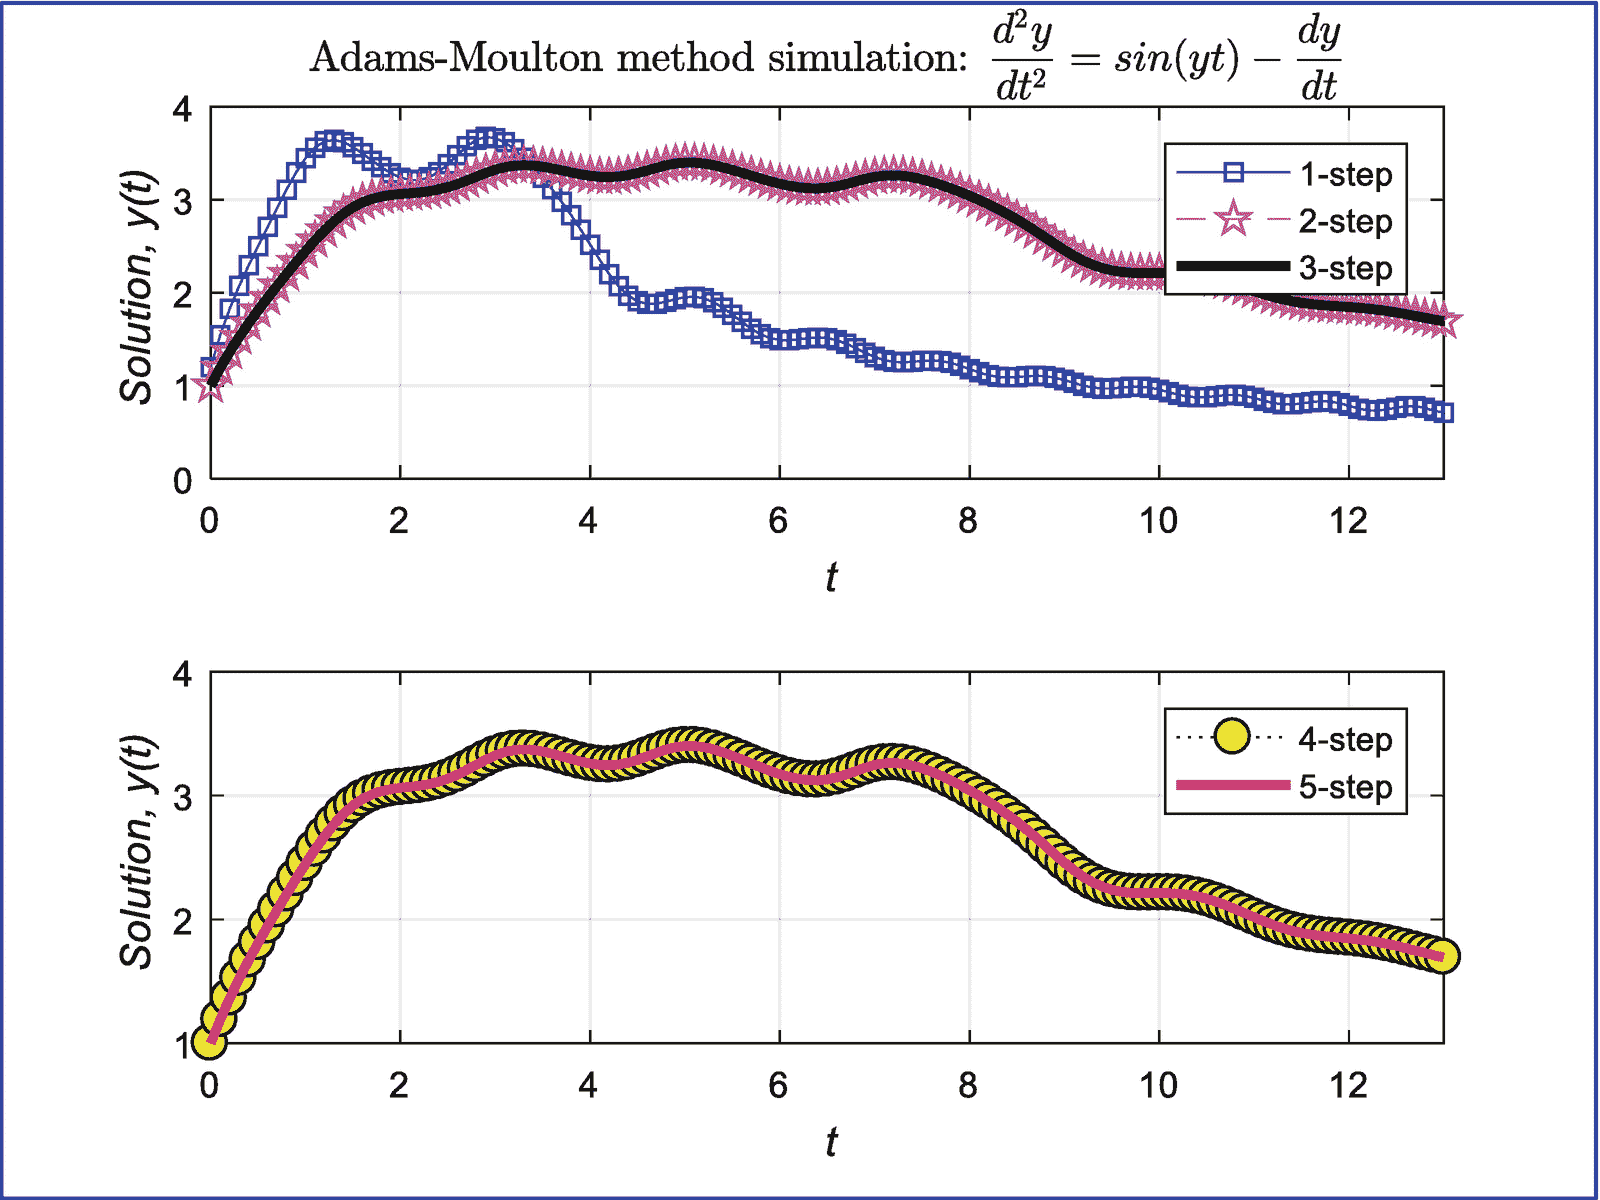 Adams-Moulton method simulation: d²y/dt² = sin(yt) − dy/dt
4
3
2
1
0
Solution, y(t)
1-step
2-step
3-step
0 2 4 6 8 10 12
t
4
3
2
1
Solution, y(t)
4-step
5-step
0 2 4 6 8 10 12
t